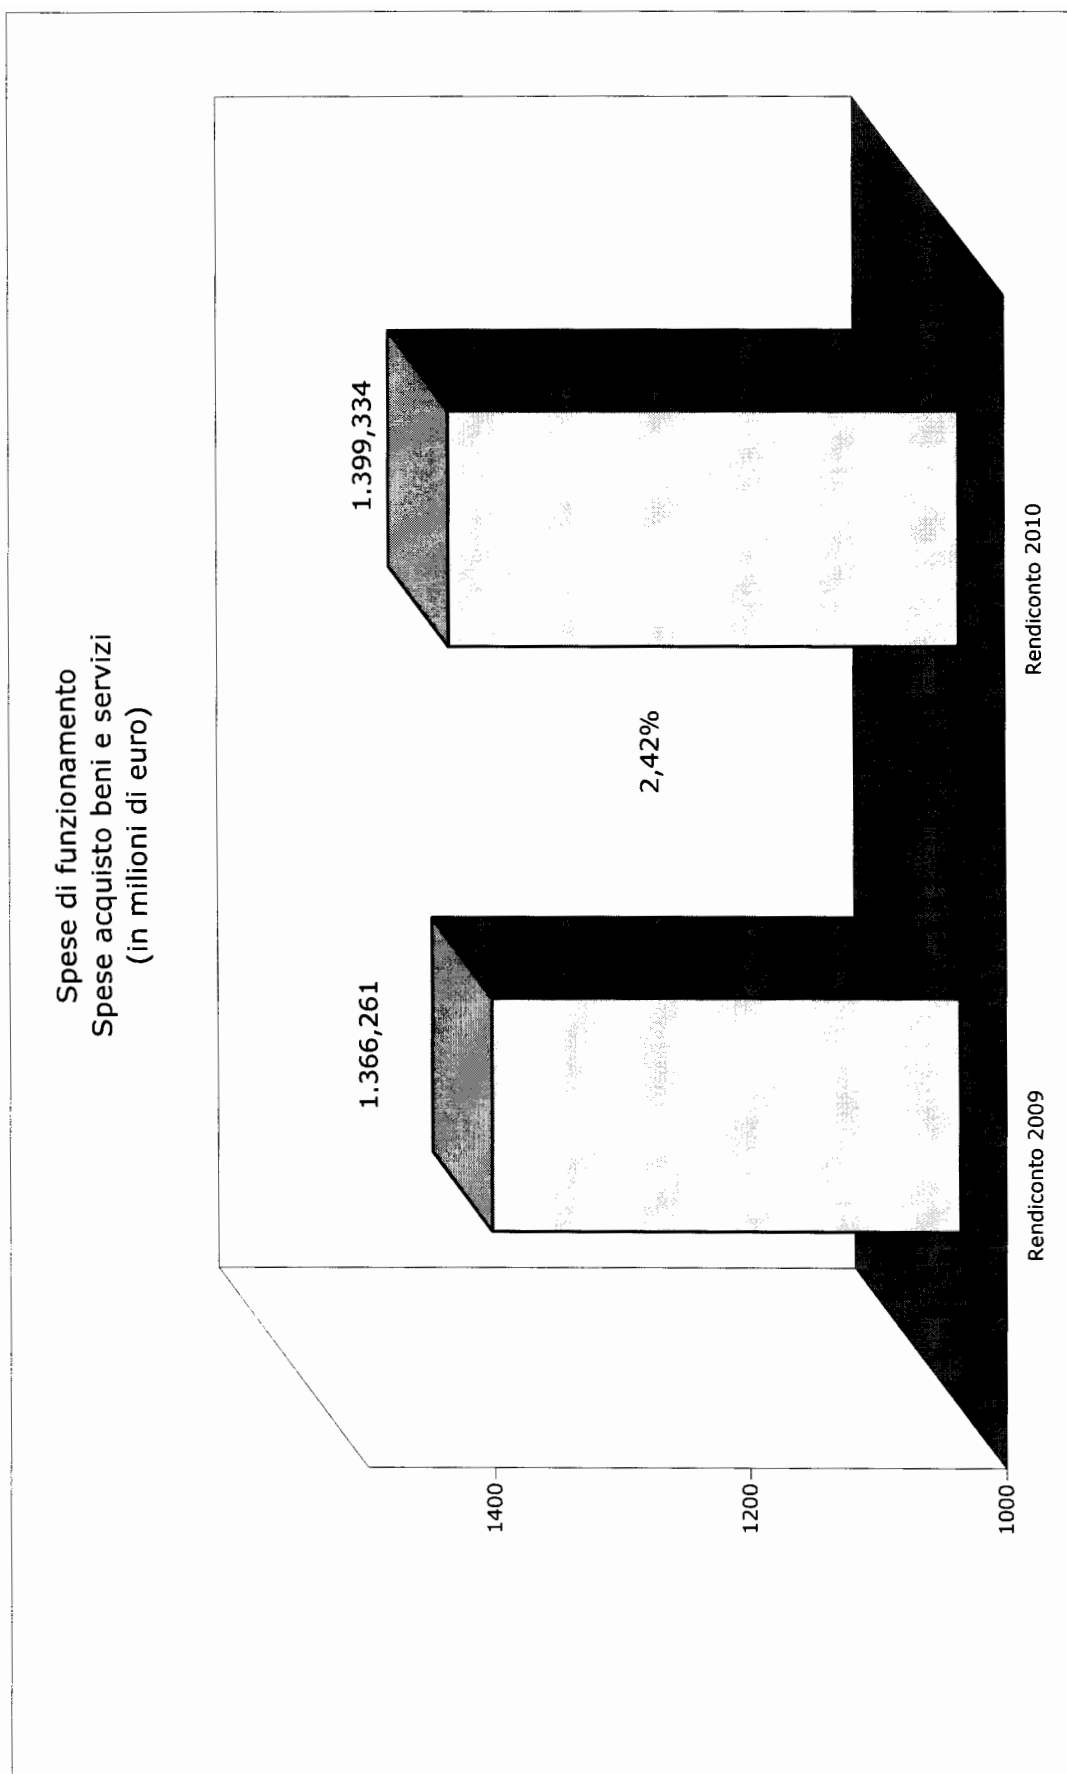 Spese di funzionamento
Spese acquisto beni e servizi
(in milioni di euro)
1.366,261
1.399,334
2,42%
1400
1200
1000
Rendiconto 2009
Rendiconto 2010